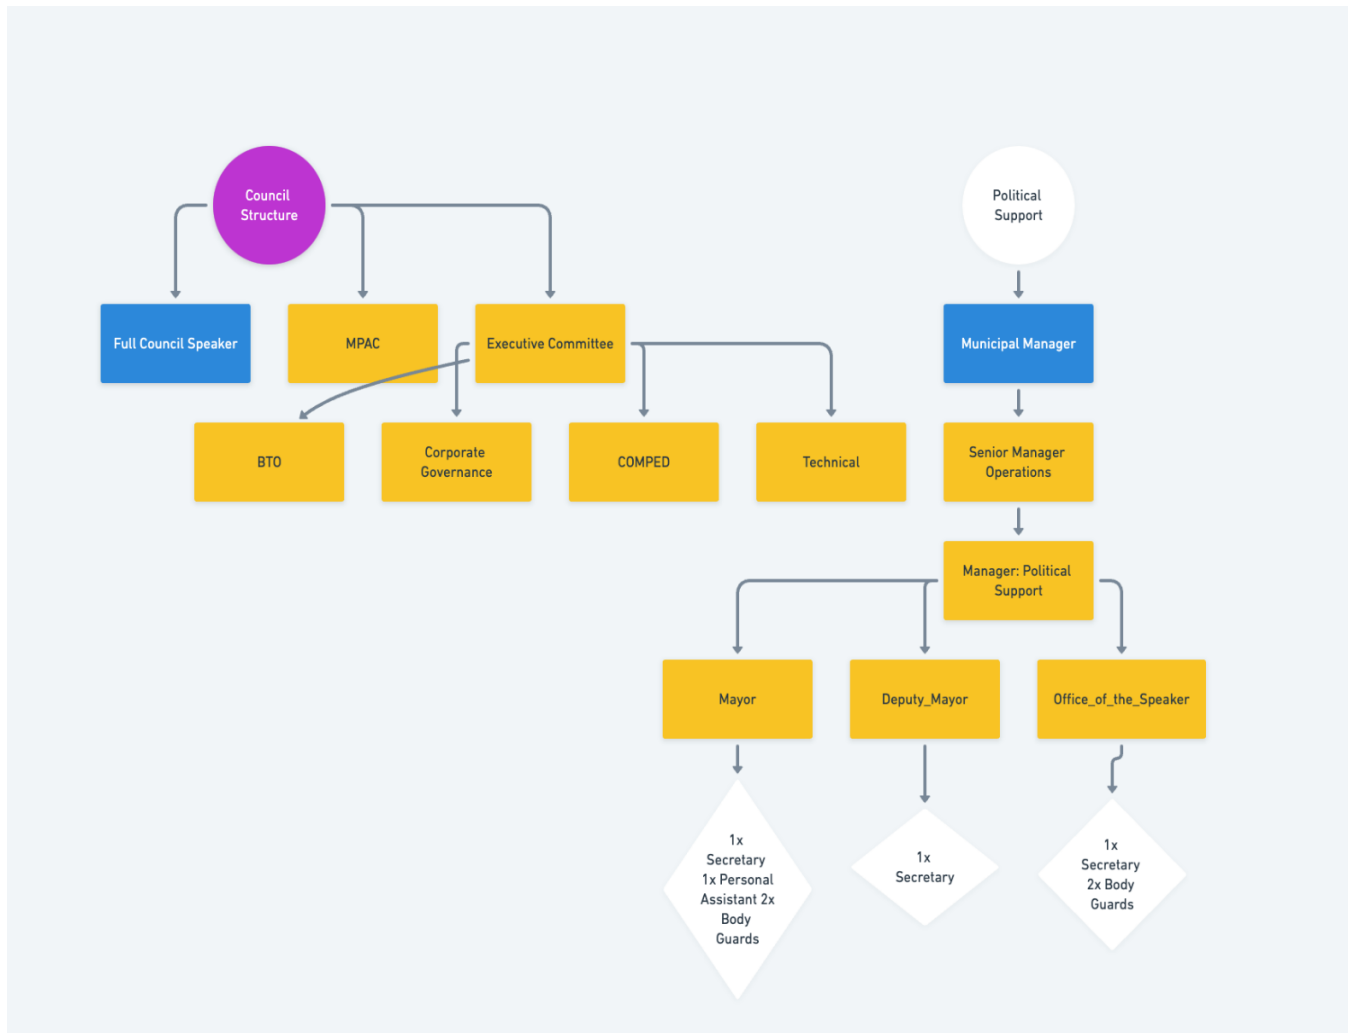 Council
Structure
Political
Support
Full Council Speaker
MPAC
Executive Committee
Municipal Manager
BTO
Corporate
Governance
COMPED
Technical
Senior Manager
Operations
Manager: Political
Support
Mayor
Deputy_Mayor
Office_of_the_Speaker
1x
Secretary
1x Personal
Assistant 2x
Body
Guards
1x
Secretary
1x
Secretary
2x Body
Guards